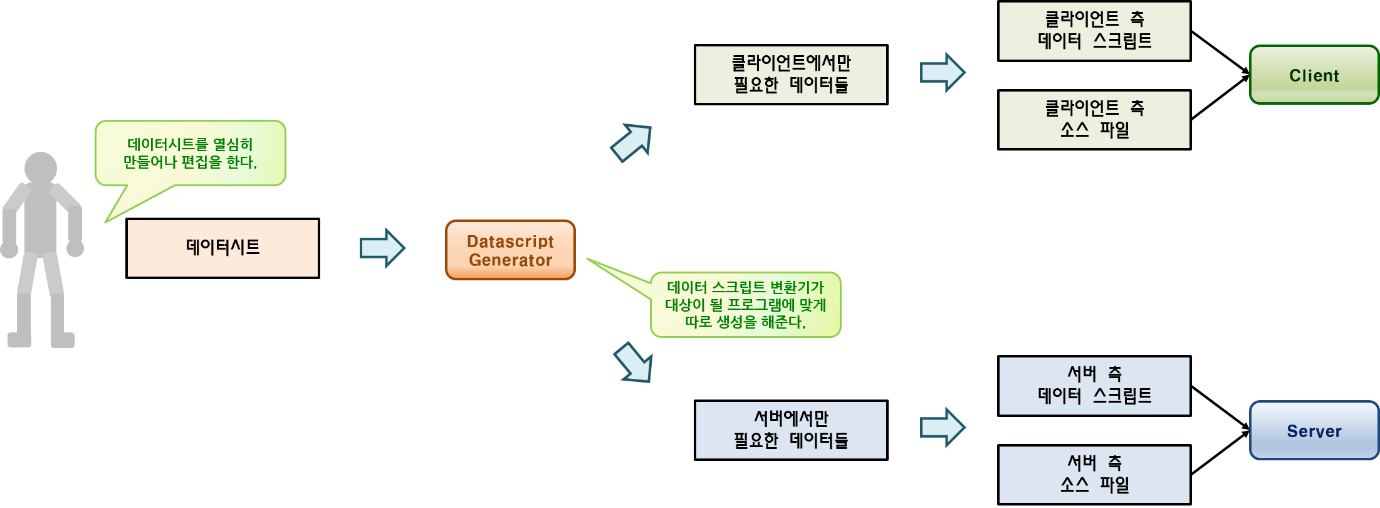 데이터시트를 열심히
만들어나 편집을 한다.
데이터시트
Datascript
Generator
데이터 스크립트 변환기가
대상이 될 프로그램에 맞게
따로 생성을 해준다.
클라이언트에서만
필요한 데이터들
클라이언트 측
데이터 스크립트
클라이언트 측
소스 파일
Client
서버에서만
필요한 데이터들
서버 측
데이터 스크립트
서버 측
소스 파일
Server